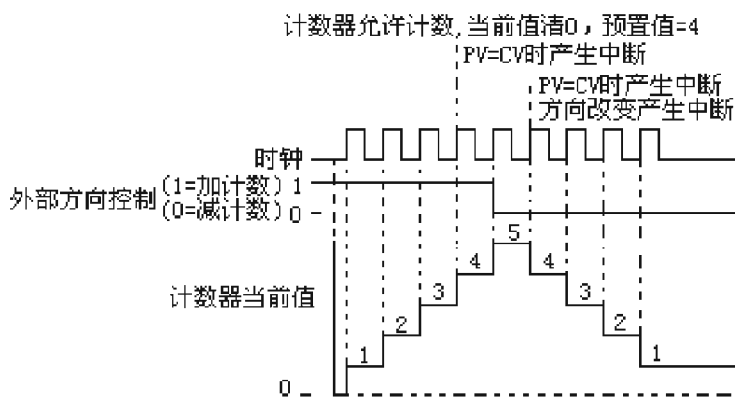 计数器允许计数,当前值清0，预置值=4
PV=CV时产生中断
PV=CV时产生中断
方向改变产生中断
时钟
外部方向控制
(1=加计数) 1
(0=减计数) 0
5
4
4
计数器当前值
3
3
2
2
1
1
0